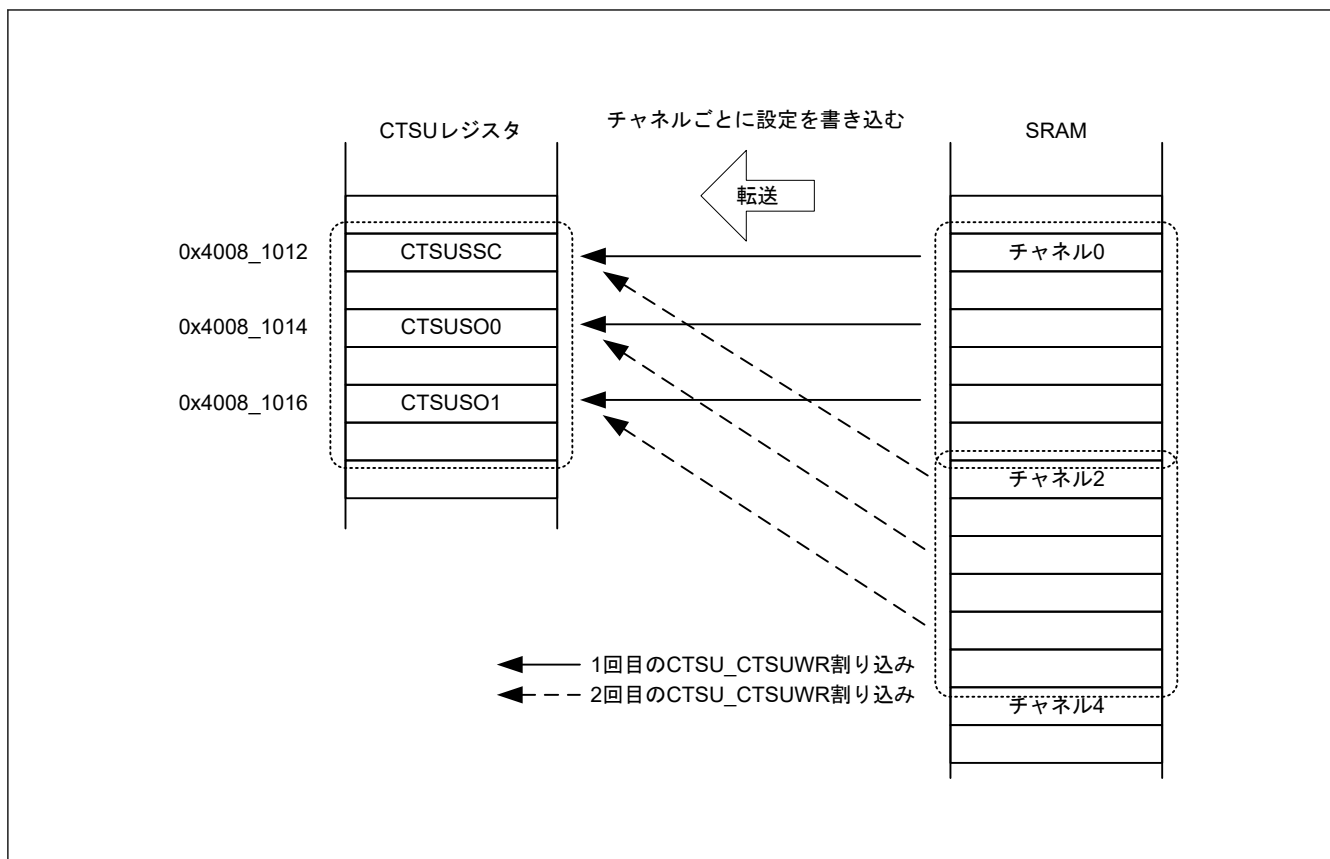 CTSUレジスタ
チャネルごとに設定を書き込む
SRAM
転送
0x4008_1012
CTSUSSC
チャネル0
0x4008_1014
CTSUSO0
0x4008_1016
CTSUSO1
チャネル2
1回目のCTSU_CTSUWR割り込み
2回目のCTSU_CTSUWR割り込み
チャネル4